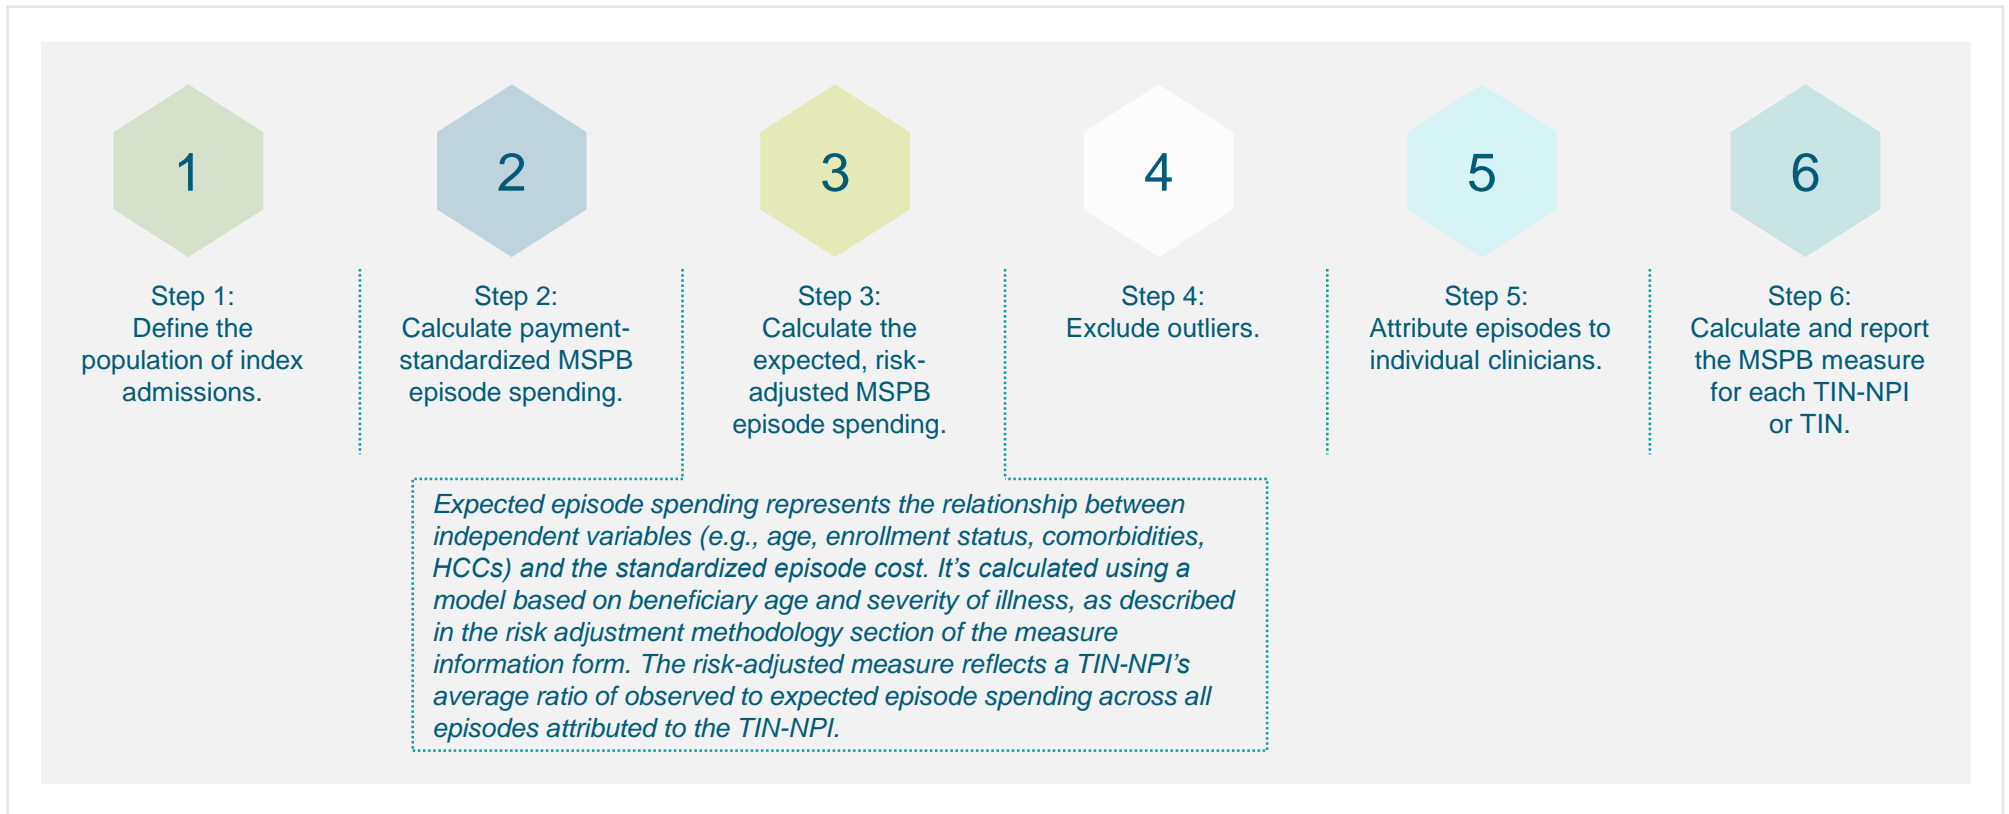 1
Step 1:
Define the
population of index
admissions.
2
Step 2:
Calculate payment-
standardized MSPB
episode spending.
3
Step 3:
Calculate the
expected, risk-
adjusted MSPB
episode spending.
Expected episode spending represents the relationship between
independent variables (e.g., age, enrollment status, comorbidities,
HCCs) and the standardized episode cost. It’s calculated using a
model based on beneficiary age and severity of illness, as described
in the risk adjustment methodology section of the measure
information form. The risk-adjusted measure reflects a TIN-NPI’s
average ratio of observed to expected episode spending across all
episodes attributed to the TIN-NPI.
4
Step 4:
Exclude outliers.
5
Step 5:
Attribute episodes to
individual clinicians.
6
Step 6:
Calculate and report
the MSPB measure
for each TIN-NPI
or TIN.